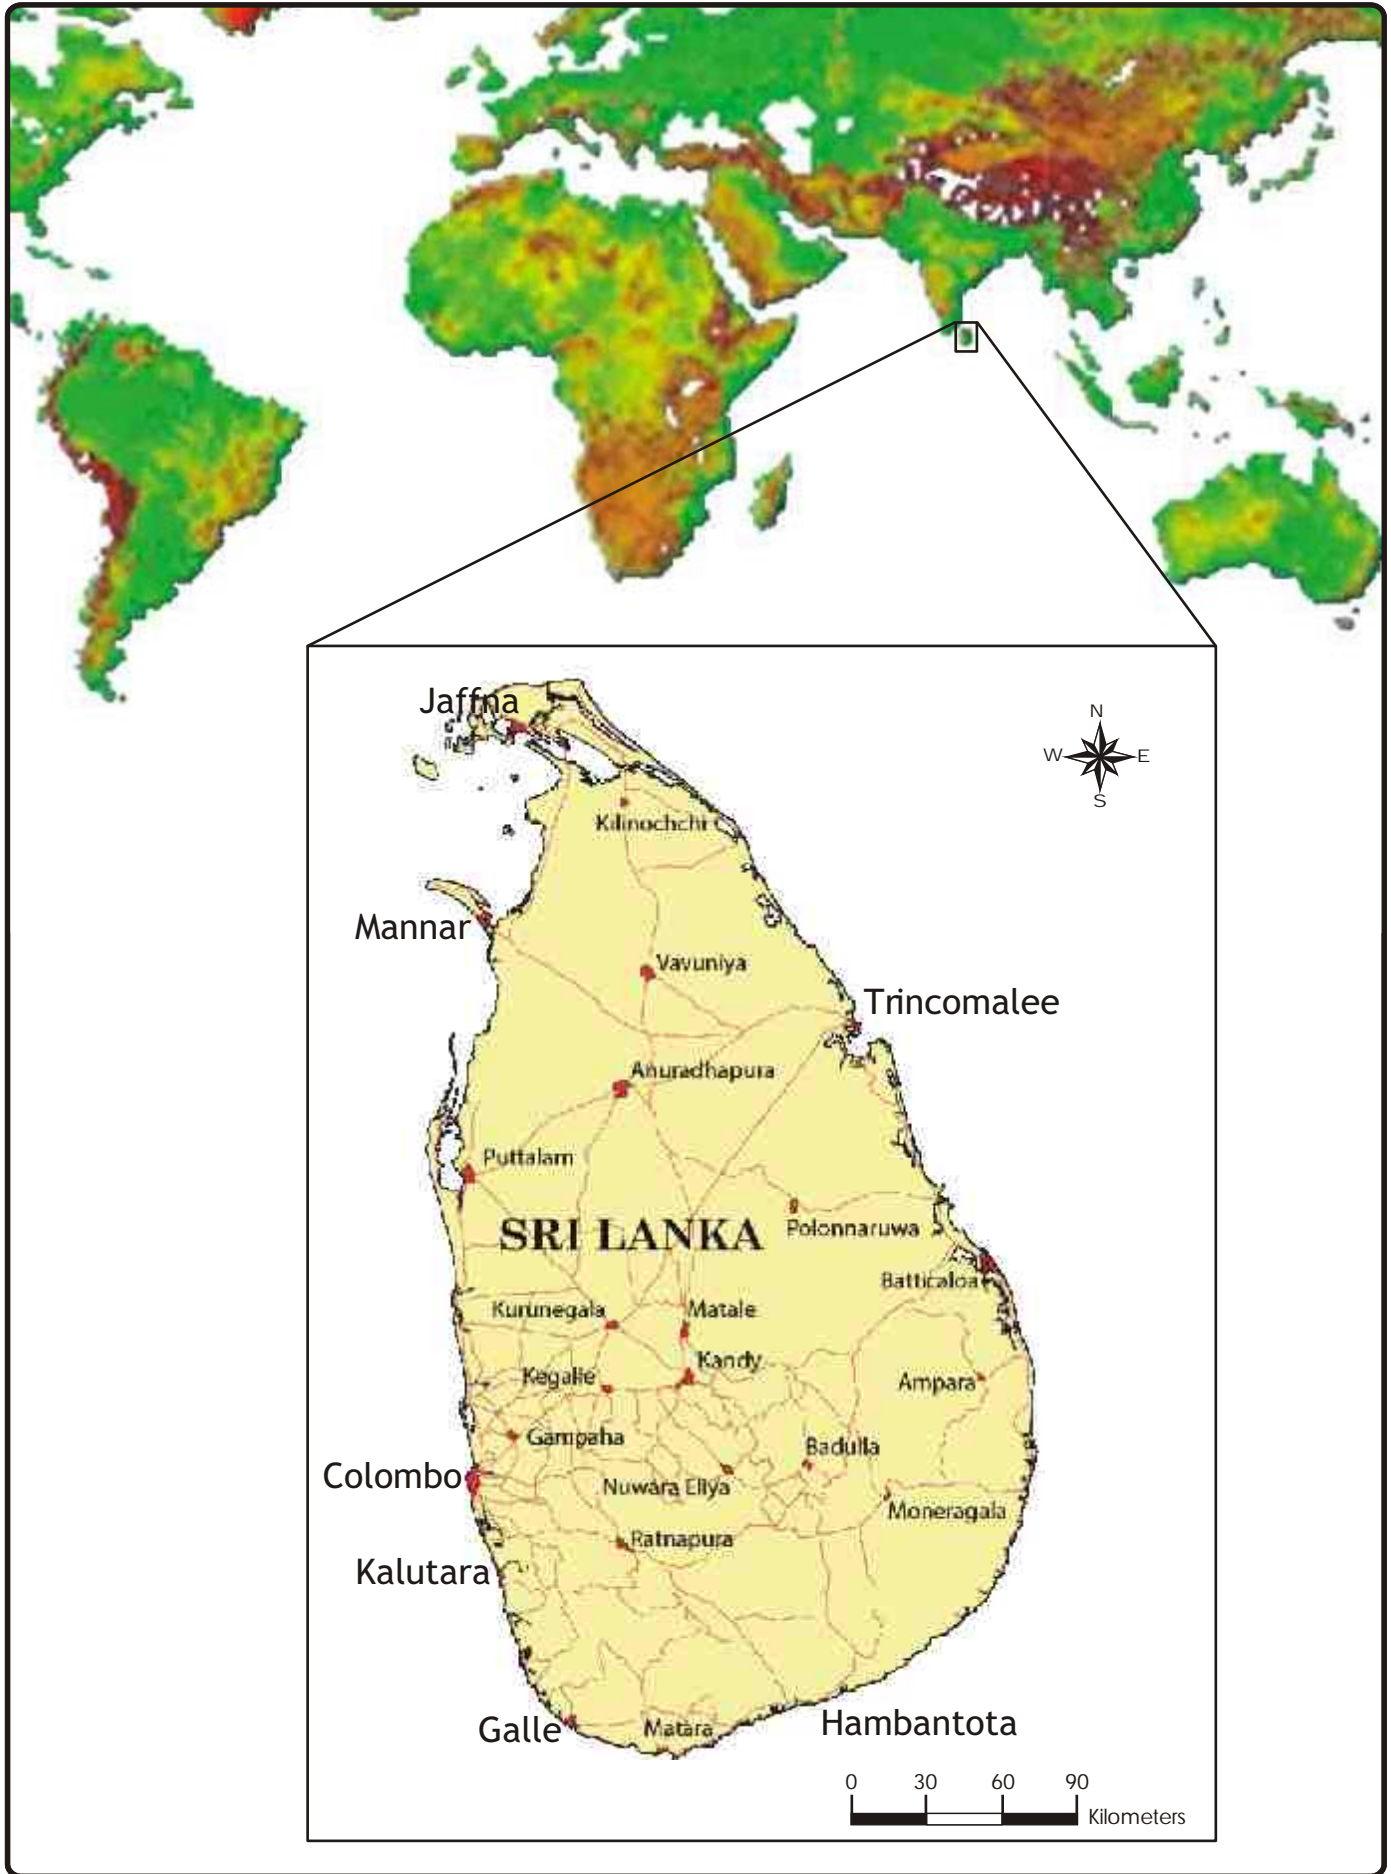 Jaffna
N
W E
S
Kilinochchi
Mannar
Vavuniya
Trincomalee
Anuradhapura
Puttalam
SRI LANKA
Polonnaruwa
Batticaloa
Kurunegala
Matale
Kandy
Kegalle
Ampara
Gampaha
Badulla
Colombo
Nuwara Eliya
Moneragala
Ratnapura
Kalutara
Galle
Matara
Hambantota
0 30 60 90
Kilometers